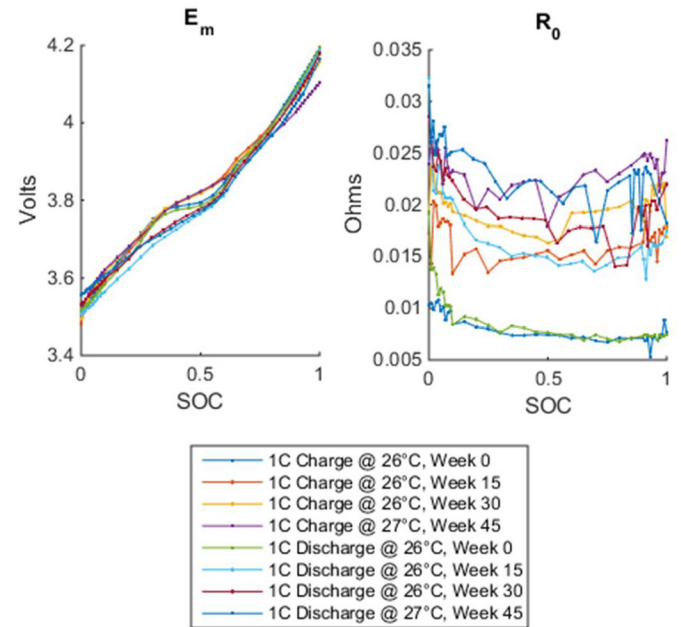 E_m
4.2
4
3.8
3.6
3.4
Volts
0
0.5
1
SOC
R_0
0.035
0.03
0.025
0.02
0.015
0.01
0.005
Ohms
0
0.5
1
SOC
1C Charge @ 26°C, Week 0
1C Charge @ 26°C, Week 15
1C Charge @ 26°C, Week 30
1C Charge @ 27°C, Week 45
1C Discharge @ 26°C, Week 0
1C Discharge @ 26°C, Week 15
1C Discharge @ 26°C, Week 30
1C Discharge @ 27°C, Week 45